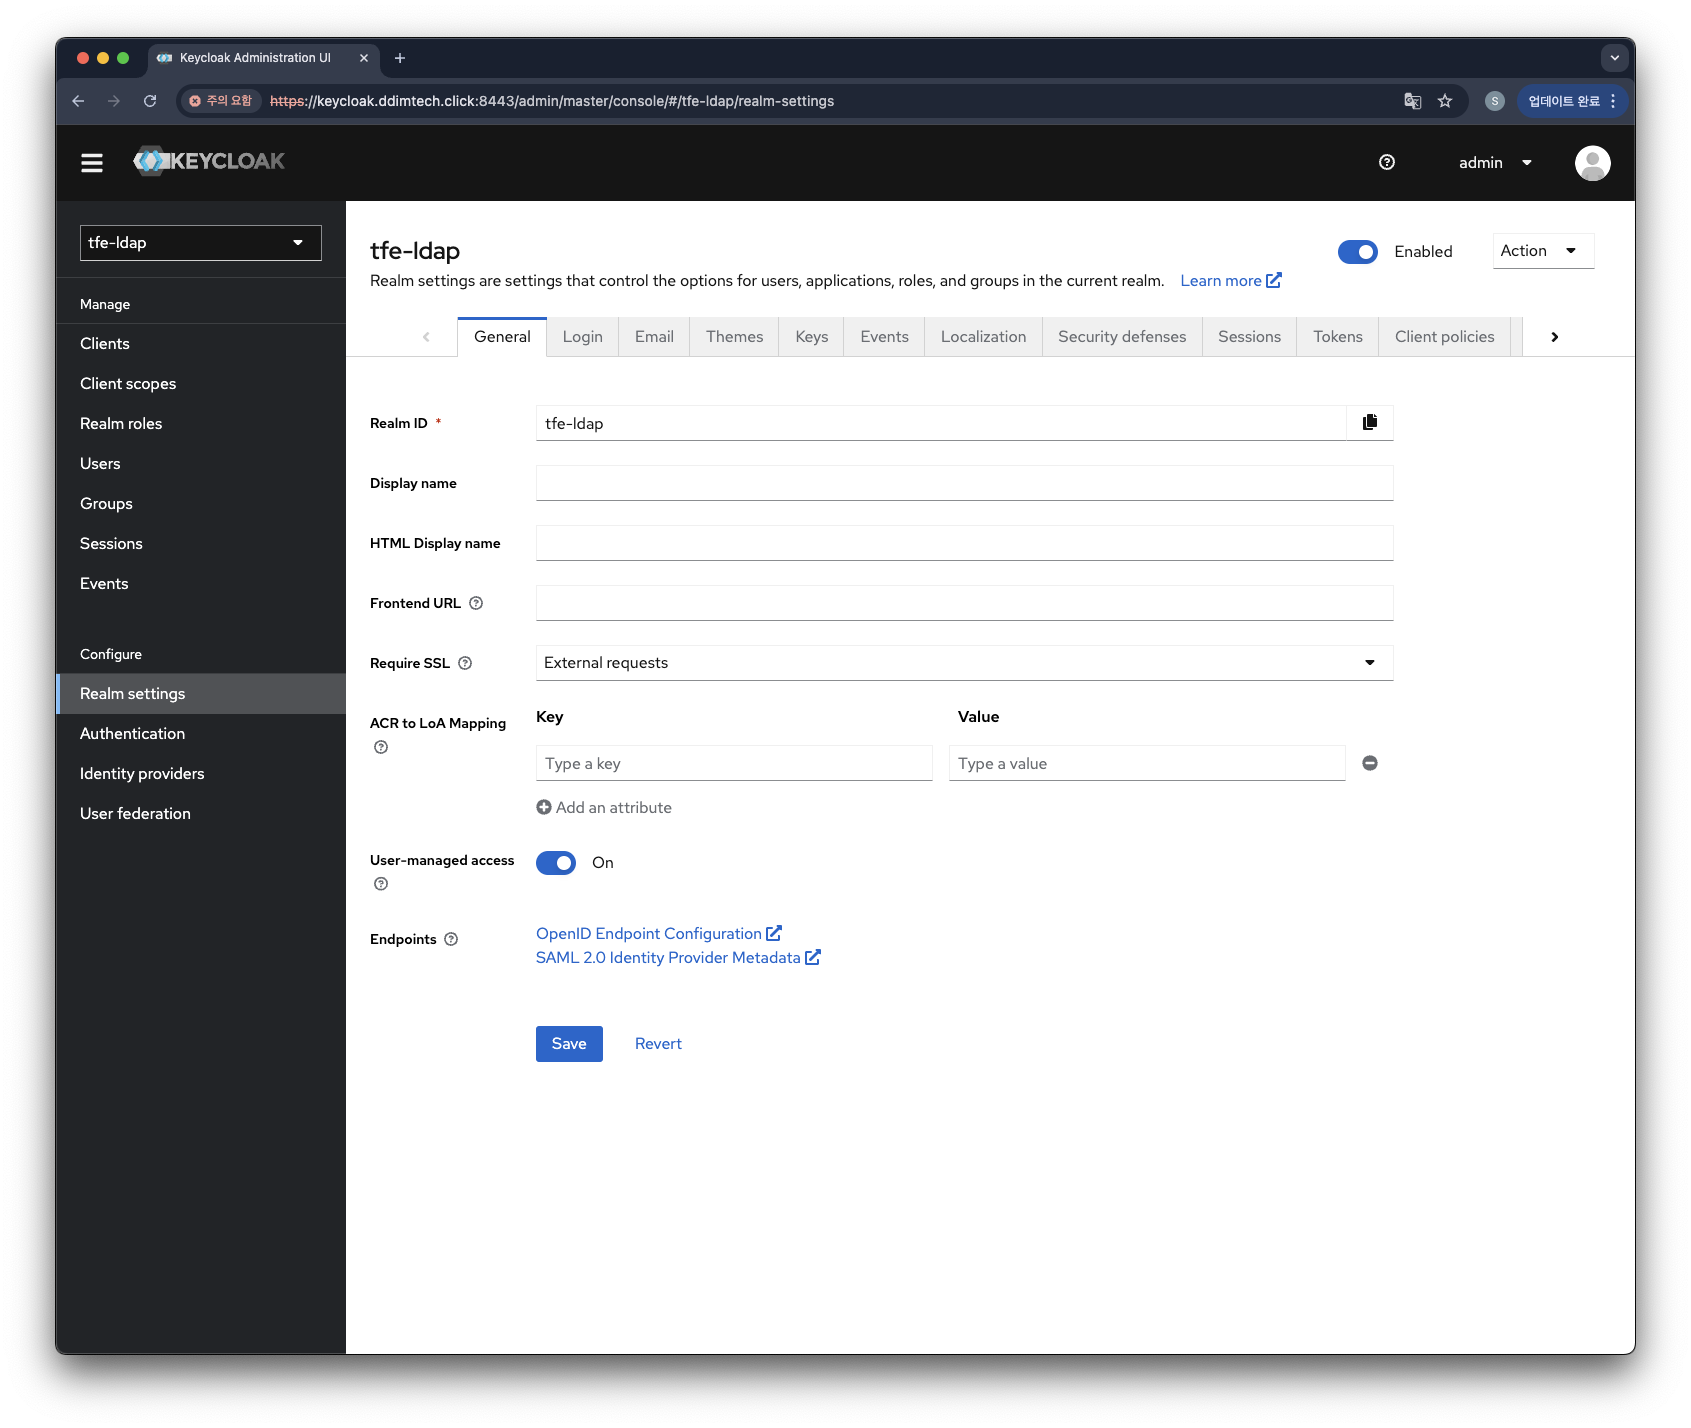 Keycloak Administration UI
주의 요함
https://keycloak.ddimtech.click:8443/admin/master/console/#/tfe-ldap/realm-settings
S
업데이트 완료
KEYCLOAK
admin
tfe-ldap
Manage
Clients
Client scopes
Realm roles
Users
Groups
Sessions
Events
Configure
Realm settings
Authentication
Identity providers
User federation
tfe-ldap
Enabled
Action
Realm settings are settings that control the options for users, applications, roles, and groups in the current realm. Learn more
General Login Email Themes Keys Events Localization Security defenses Sessions Tokens Client policies
Realm ID *
tfe-ldap
Display name
HTML Display name
Frontend URL
Require SSL
External requests
ACR to LoA Mapping
Key Value
Type a key Type a value
Add an attribute
User-managed access
On
Endpoints
OpenID Endpoint Configuration
SAML 2.0 Identity Provider Metadata
Save Revert